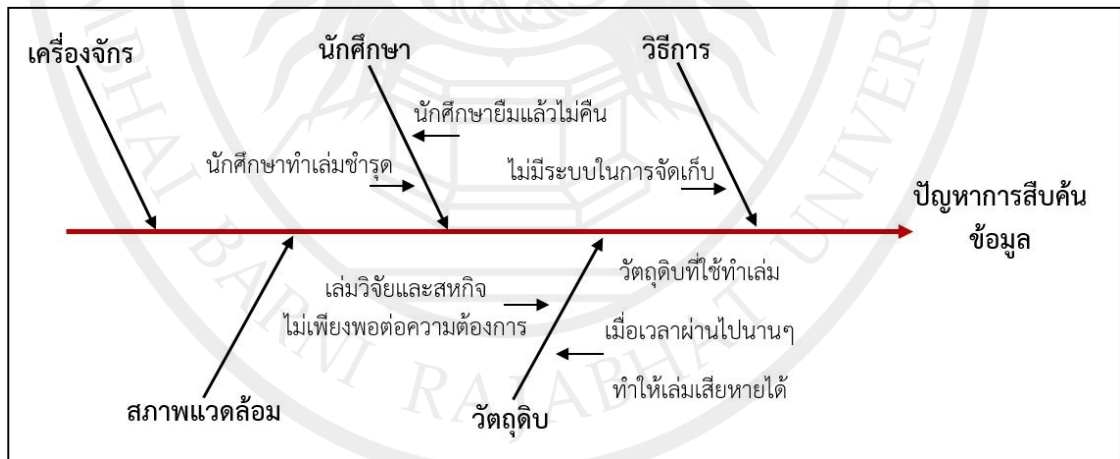 เครื่องจักร
นักศึกษา
วิธีการ
นักศึกษายืมแล้วไม่คืน
นักศึกษาทำเล่มชำรุด
ไม่มีระบบในการจัดเก็บ
ปัญหาการสืบค้น
ข้อมูล
เล่มวิจัยและสหกิจ
ไม่เพียงพอต่อความต้องการ
วัตถุดิบที่ใช้ทำเล่ม
เมื่อเวลาผ่านไปนานๆ
ทำให้เล่มเสียหายได้
สภาพแวดล้อม
วัตถุดิบ
BHAI BARNI RAJABHAT UNIVERS